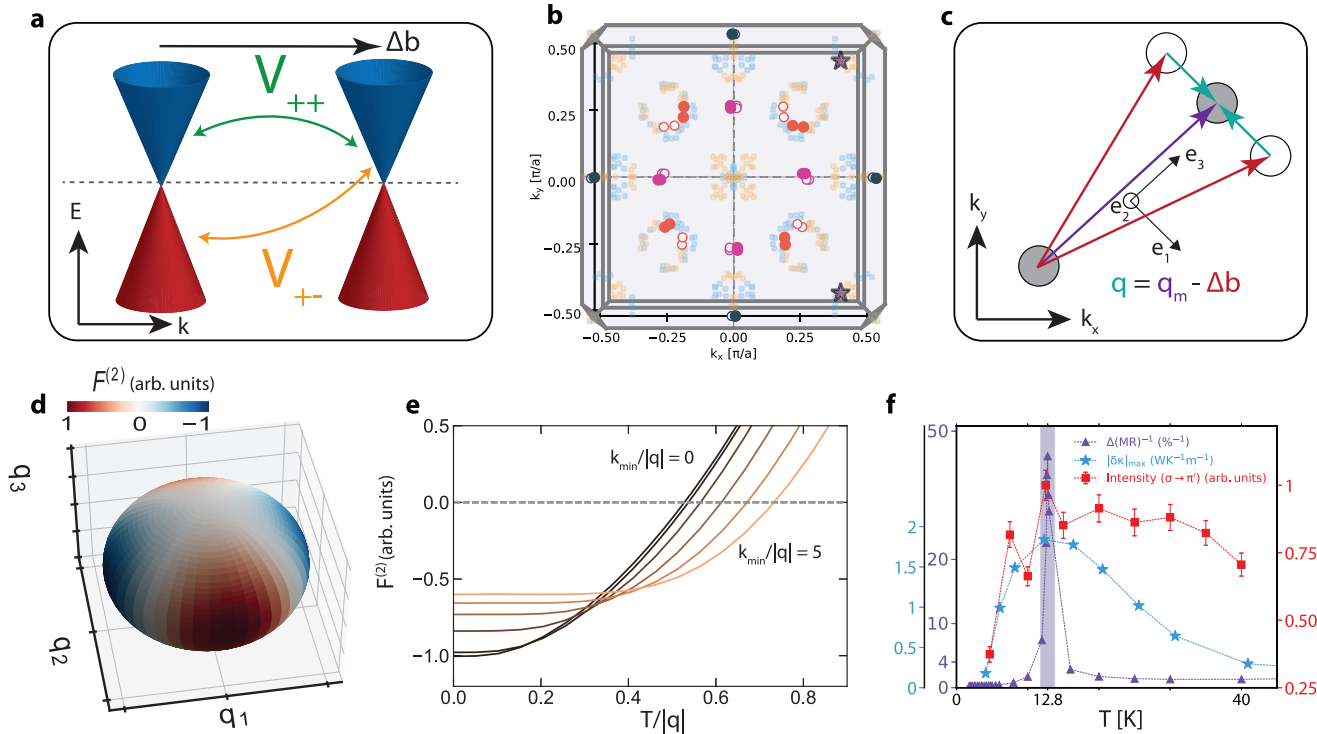 a
Δb
V
++
V
+-
E
k
b
0.50
0.25
0.00
-0.25
-0.50
k_y [π/a]
-0.50
-0.25
0.00
0.25
0.50
k_x [π/a]
c
e_3
e_2
e_1
k_y
k_x
q = q_m - Δb
d
F^(2) (arb. units)
1 0 -1
q_3
q_2
q_1
e
0.5
0.0
-0.5
-1.0
F^(2) (arb. units)
k_min/|q| = 0
k_min/|q| = 5
0.0 0.2 0.4 0.6 0.8
T/|q|
f
Δ(MR)^-1 (%^-1)
|δκ|_max (WK^-1m^-1)
Intensity (σ→π′) (arb. units)
2
1.5
1
0.5
0
50
20
10
4
0
1
0.75
0.50
0.25
0 12.8 40
T [K]